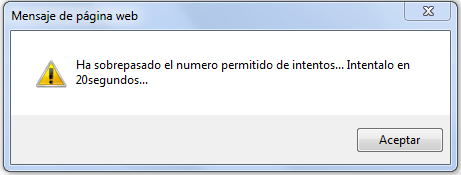 Mensaje de página web
Ha sobrepasado el numero permitido de intentos... Intentalo en
20segundos...
Aceptar